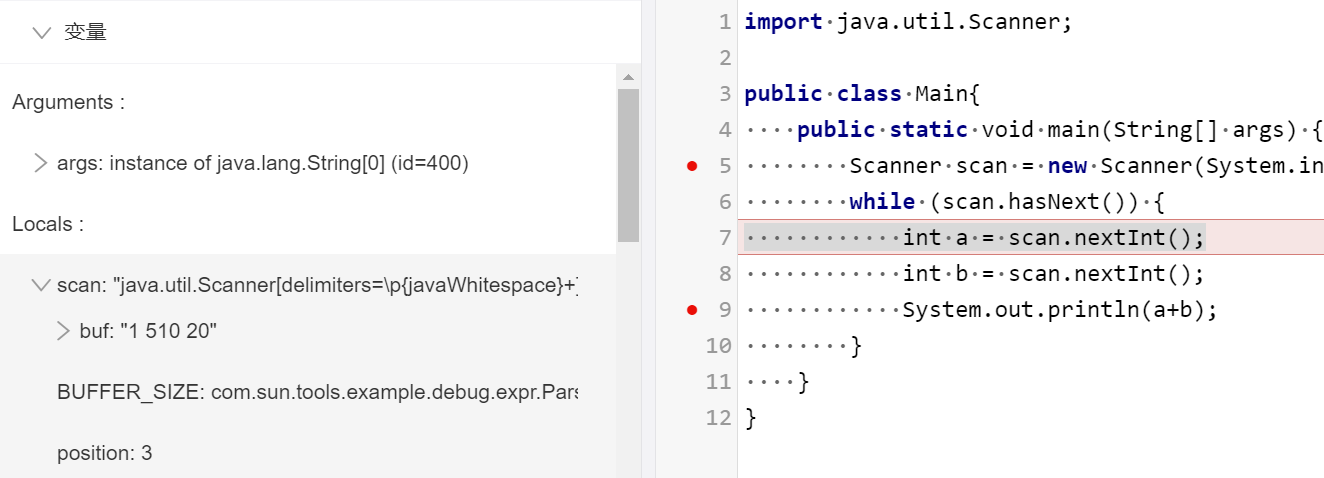 变量
Arguments :
args: instance of java.lang.String[0] (id=400)
Locals :
scan: "java.util.Scanner[delimiters=\p{javaWhitespace}+]
buf: "1 510 20"
BUFFER_SIZE: com.sun.tools.example.debug.expr.Pars
position: 3
1 import·java.util.Scanner;
2
3 public·class·Main{
4 ····public·static·void·main(String[]·args)·{
5 ········Scanner·scan·=·new·Scanner(System.in
6 ········while·(scan.hasNext())·{
7 ············int·a·=·scan.nextInt();
8 ············int·b·=·scan.nextInt();
9 ············System.out.println(a+b);
10 ········}
11 ····}
12 }